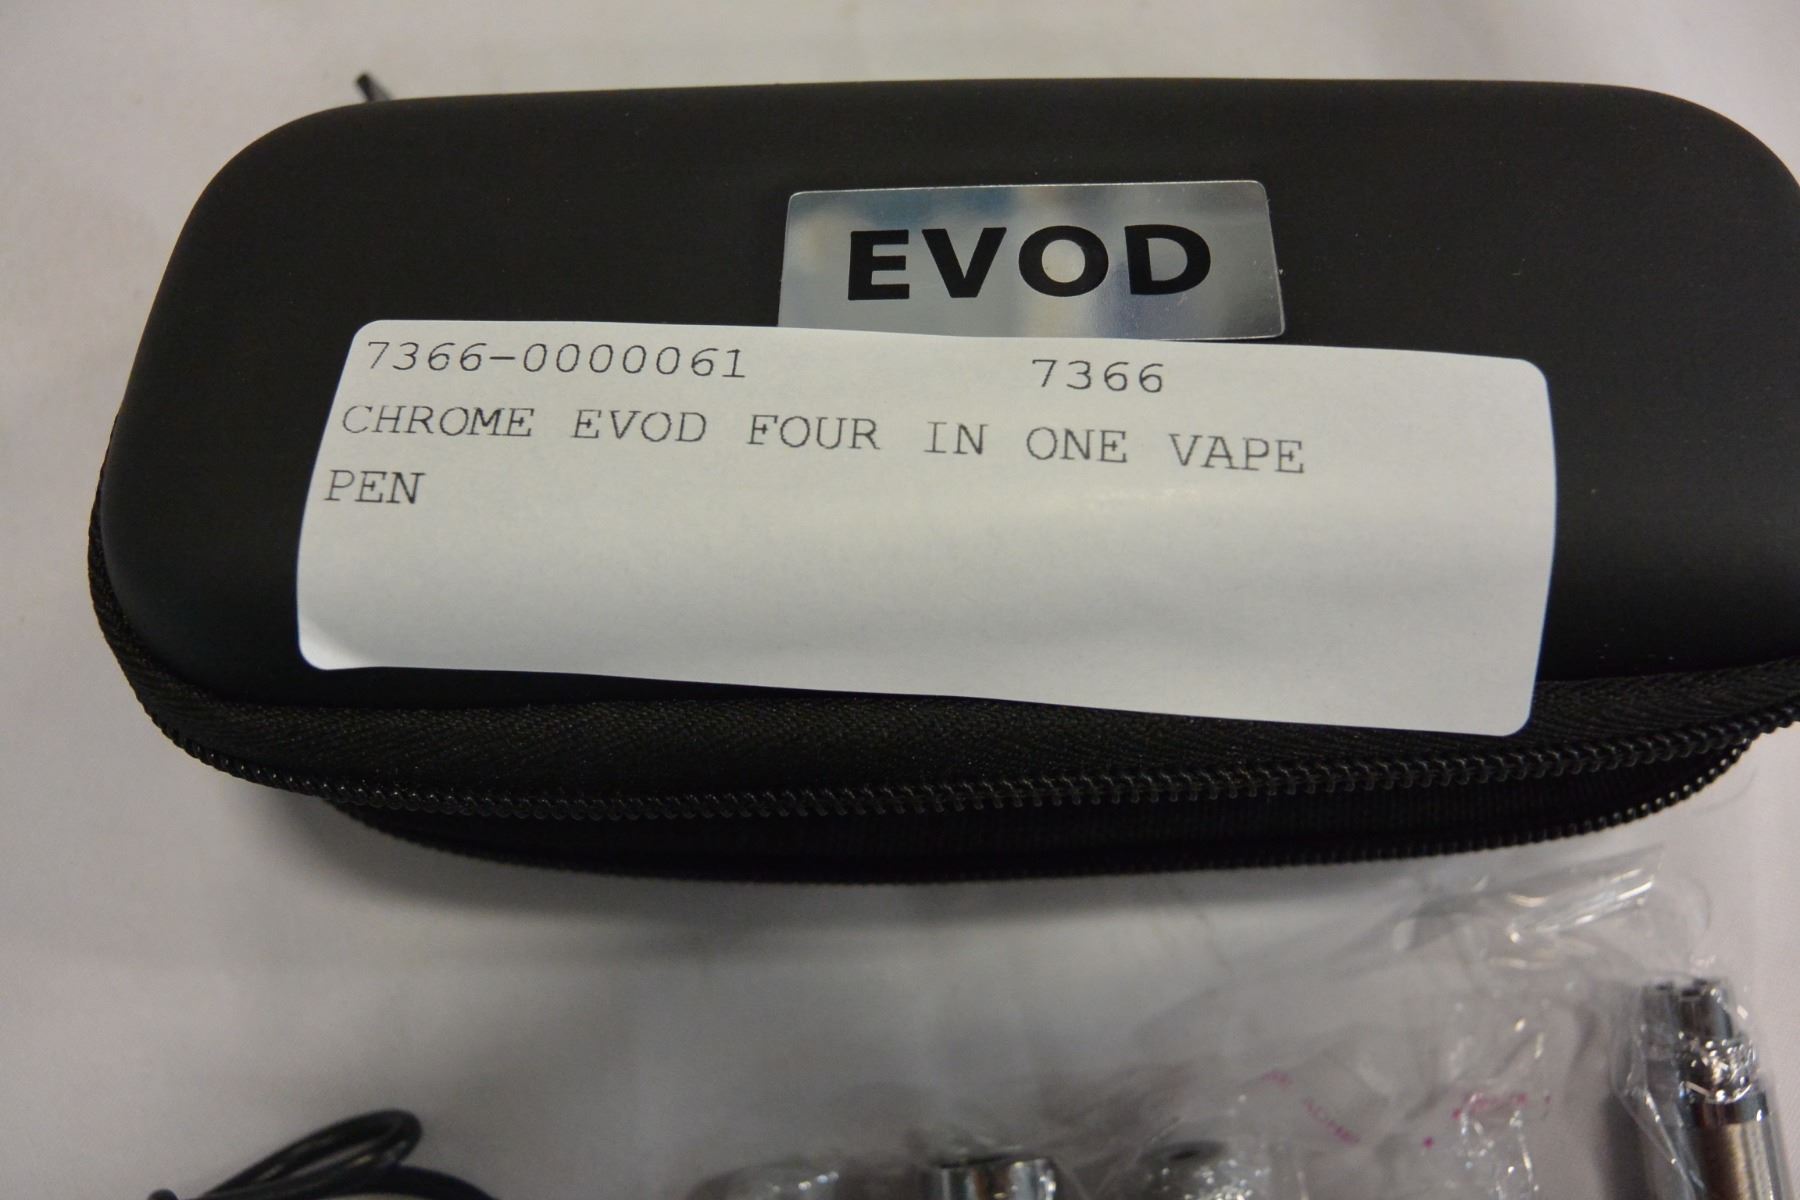 EVOD
7366-0000061 7366
CHROME EVOD FOUR IN ONE VAPE
PEN